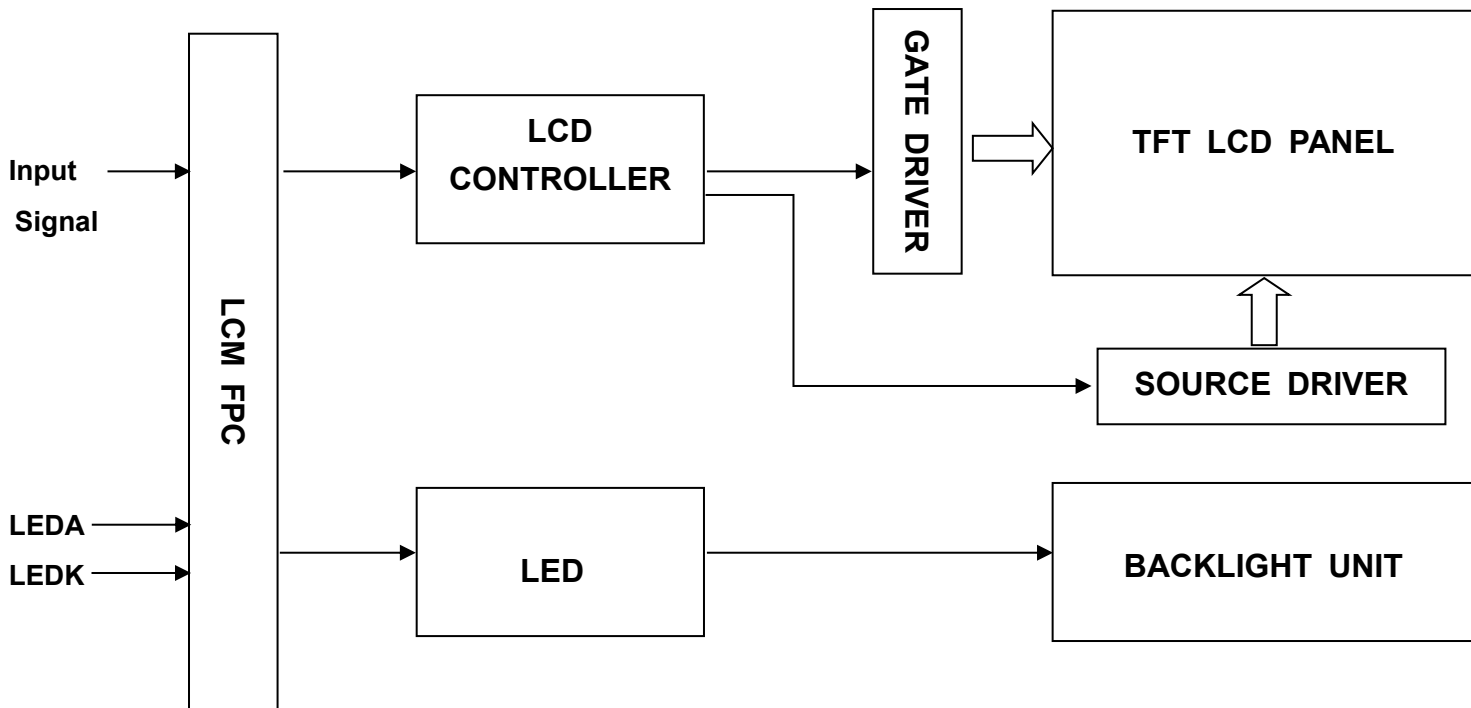 Input
Signal
LEDA
LEDK
LCM FPC
LCD
CONTROLLER
LED
GATE DRIVER
TFT LCD PANEL
SOURCE DRIVER
BACKLIGHT UNIT